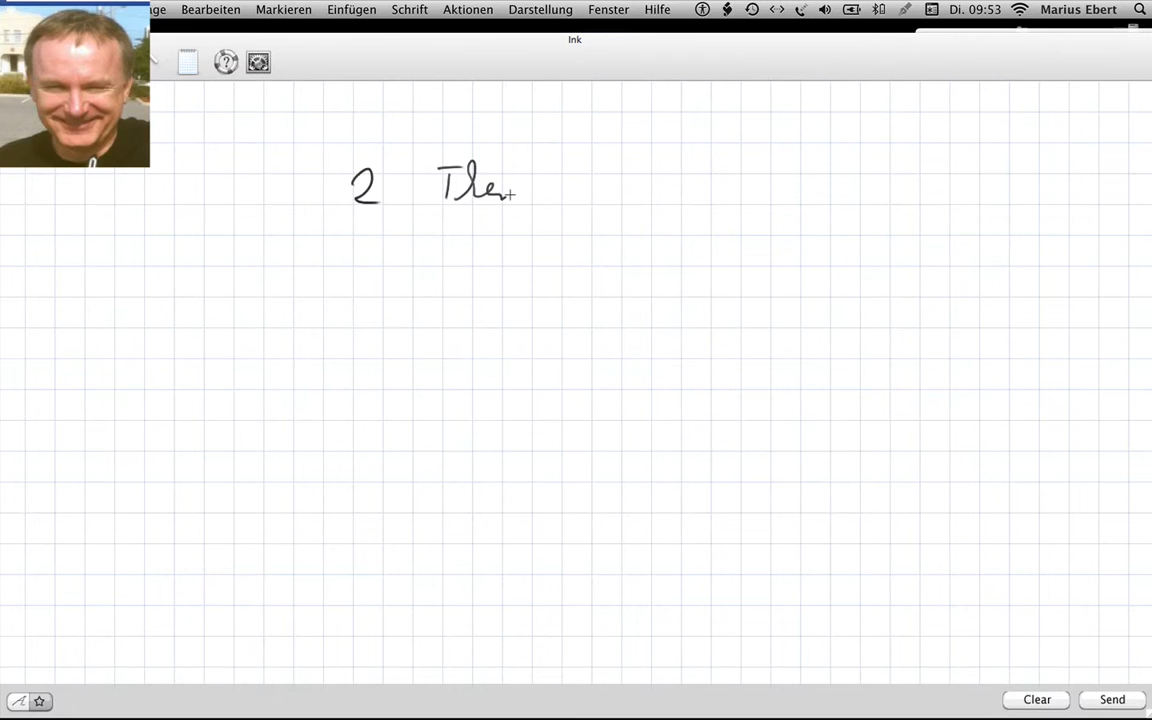 ge Bearbeiten Markieren Einfügen Schrift Aktionen Darstellung Fenster Hilfe Di. 09:53 Marius Ebert
Ink
2 The
Clear Send